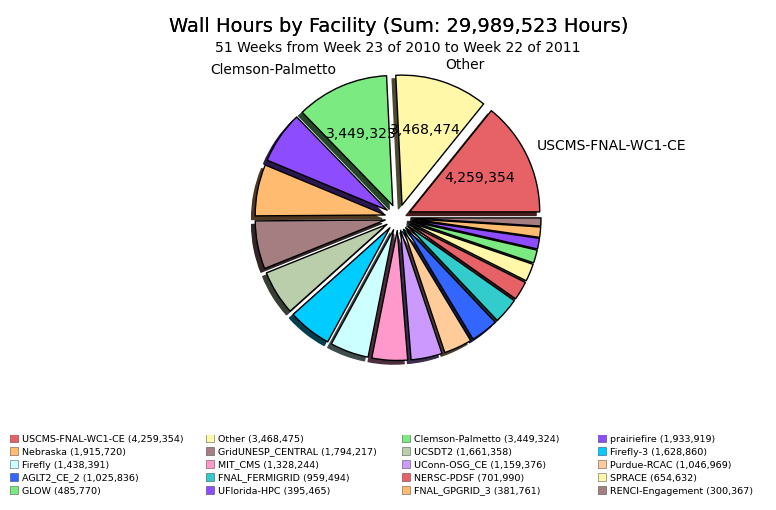 Wall Hours by Facility (Sum: 29,989,523 Hours)
51 Weeks from Week 23 of 2010 to Week 22 of 2011
Other
Clemson-Palmetto
3,449,323
3,468,474
USCMS-FNAL-WC1-CE
4,259,354
USCMS-FNAL-WC1-CE (4,259,354) Other (3,468,475) Clemson-Palmetto (3,449,324) prairiefire (1,933,919)
Nebraska (1,915,720) GridUNESP_CENTRAL (1,794,217) UCSDT2 (1,661,358) Firefly-3 (1,628,860)
Firefly (1,438,391) MIT_CMS (1,328,244) UConn-OSG_CE (1,159,376) Purdue-RCAC (1,046,969)
AGLT2_CE_2 (1,025,836) FNAL_FERMIGRID (959,494) NERSC-PDSF (701,990) SPRACE (654,632)
GLOW (485,770) UFlorida-HPC (395,465) FNAL_GPGRID_3 (381,761) RENCI-Engagement (300,367)